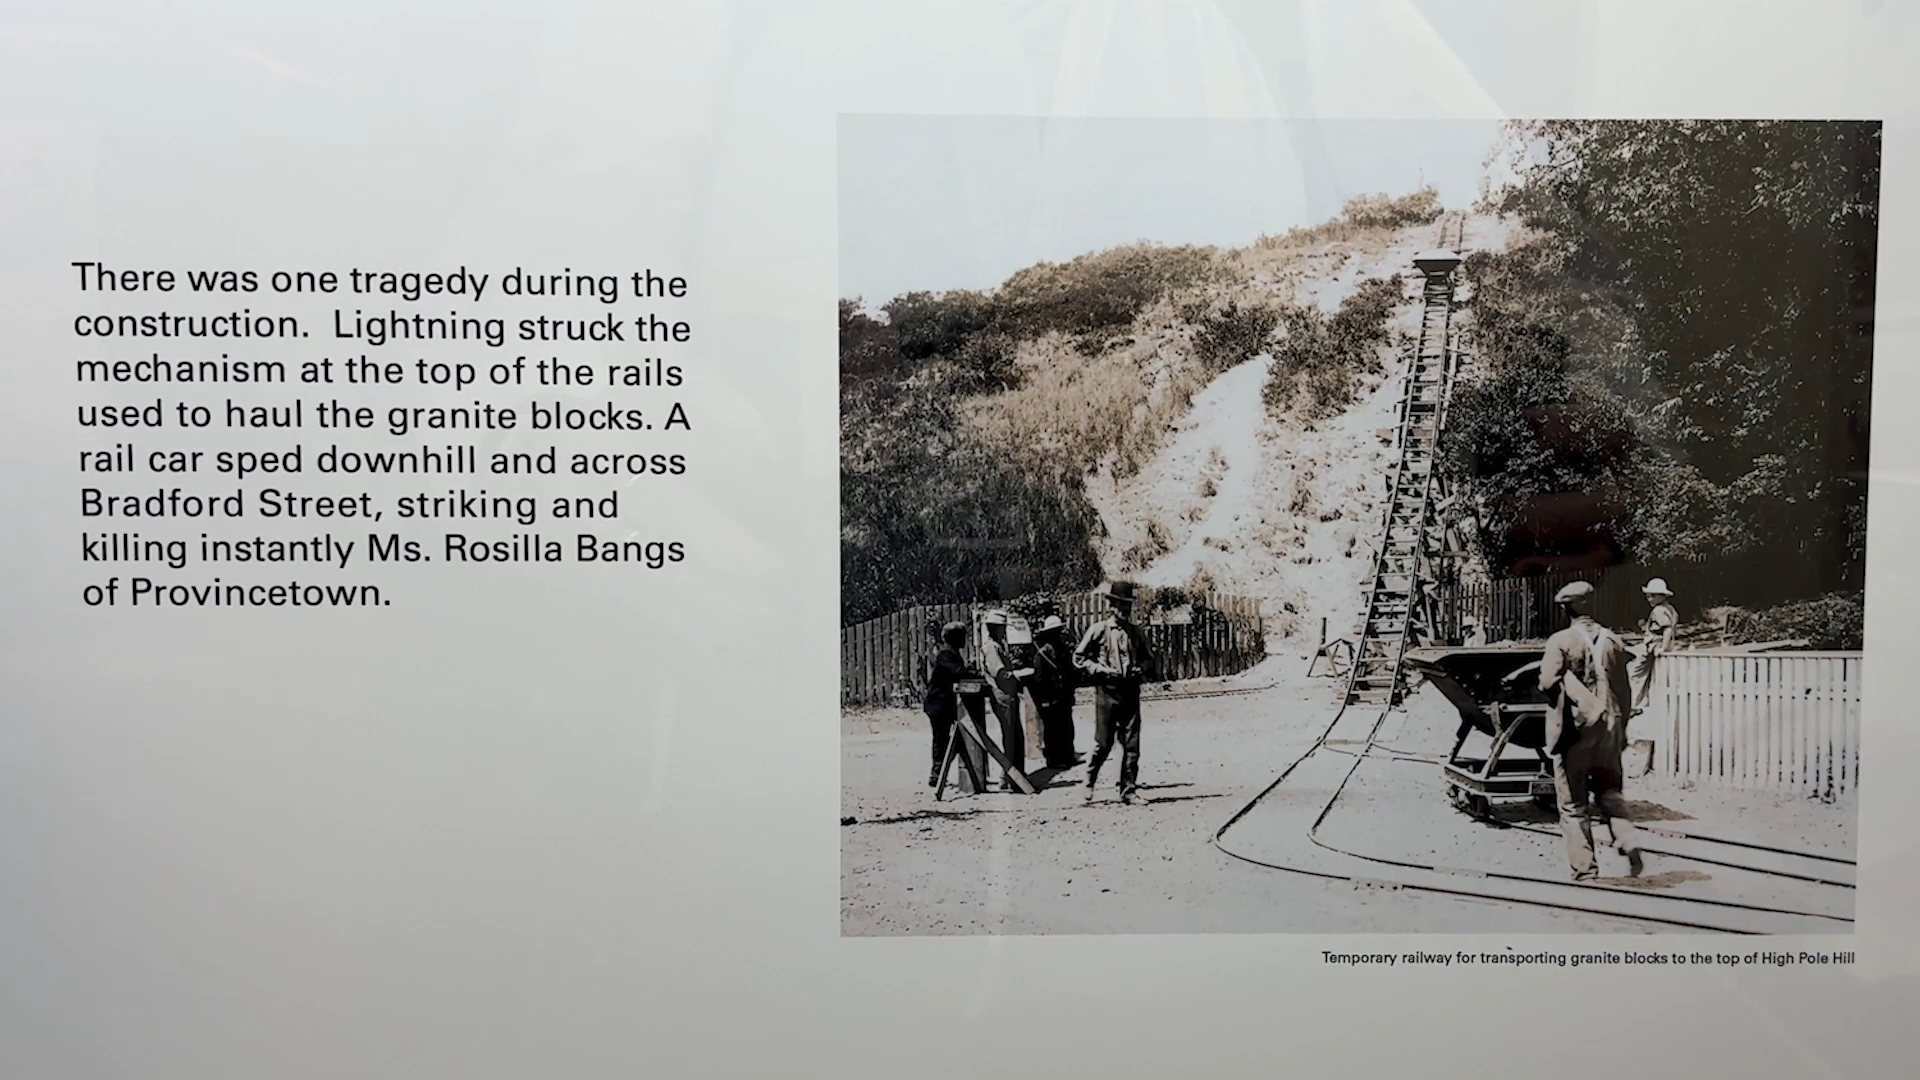 There was one tragedy during the
construction.  Lightning struck the
mechanism at the top of the rails
used to haul the granite blocks. A
rail car sped downhill and across
Bradford Street, striking and
killing instantly Ms. Rosilla Bangs
of Provincetown.
Temporary railway for transporting granite blocks to the top of High Pole Hill